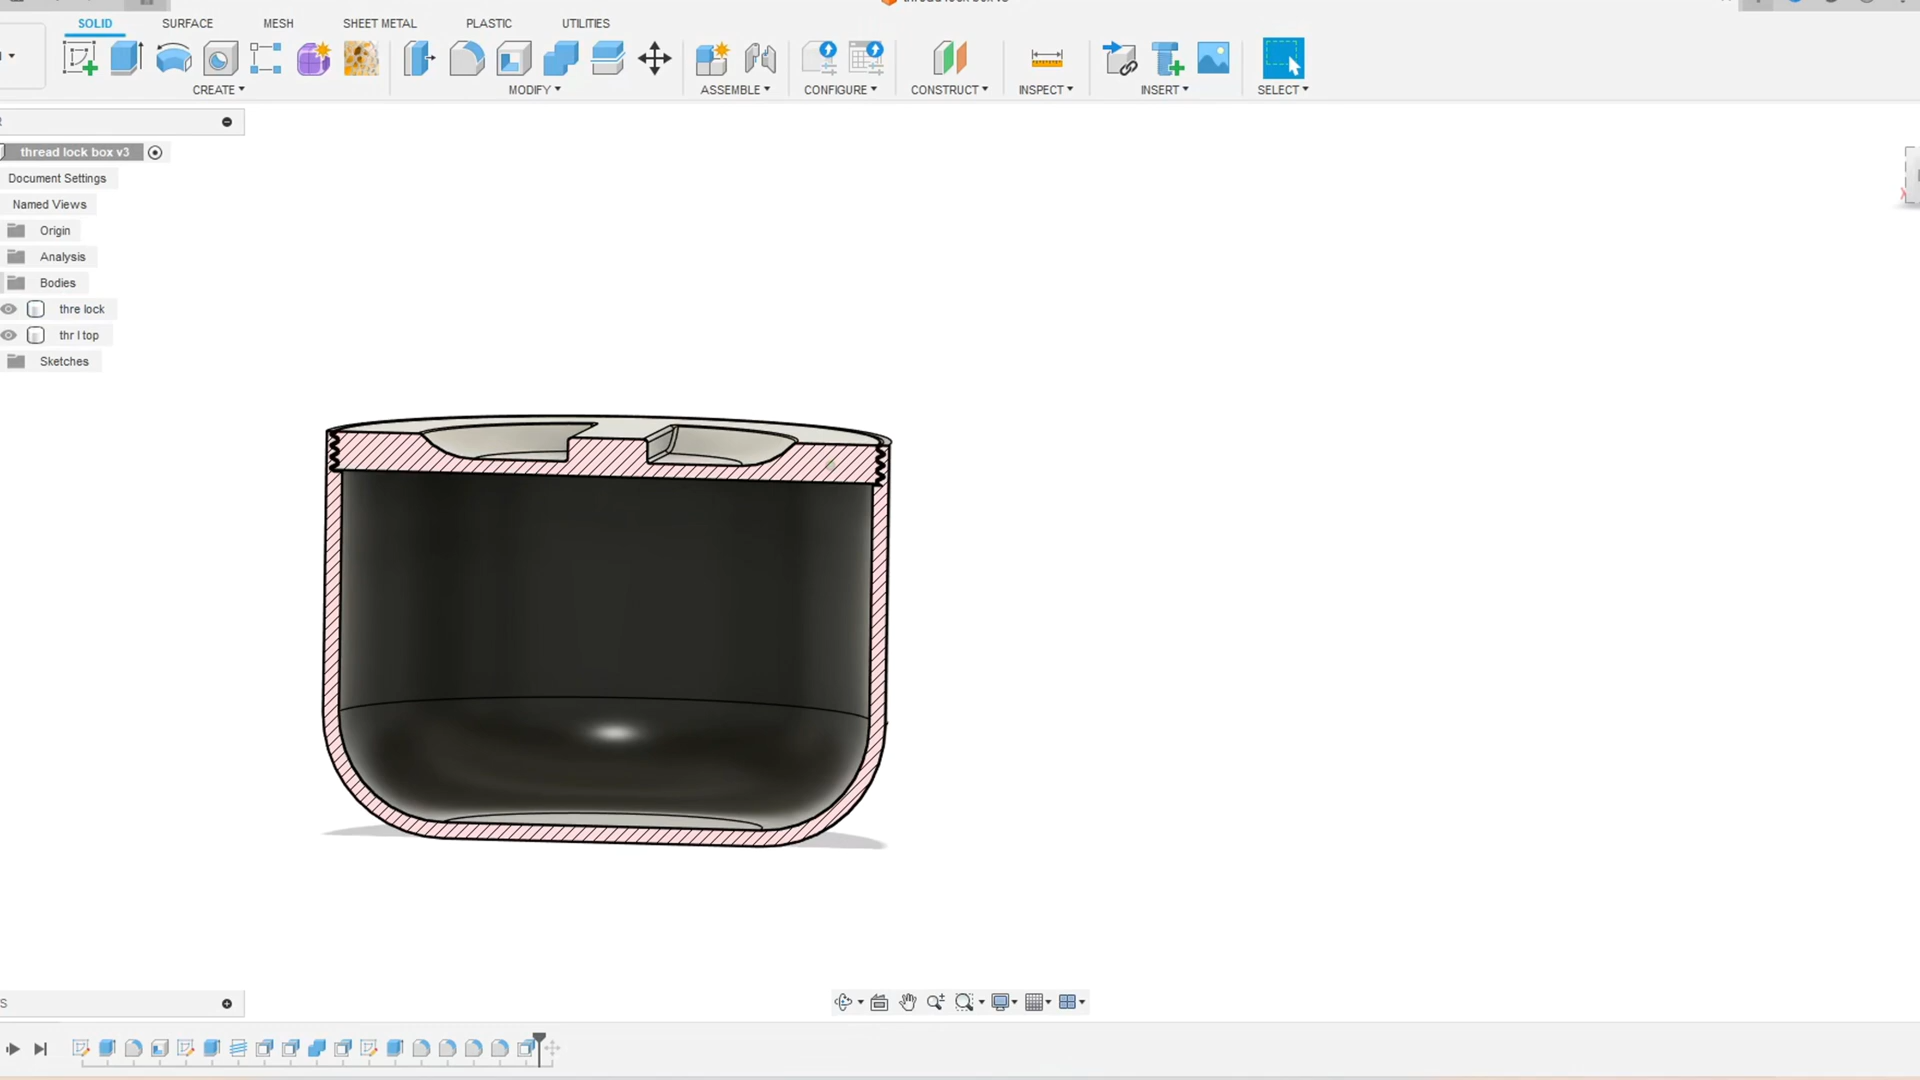 SOLID SURFACE MESH SHEET METAL PLASTIC UTILITIES
CREATE MODIFY ASSEMBLE CONFIGURE CONSTRUCT INSPECT INSERT SELECT
thread lock box v3
Document Settings
Named Views
Origin
Analysis
Bodies
thre lock
thr l top
Sketches